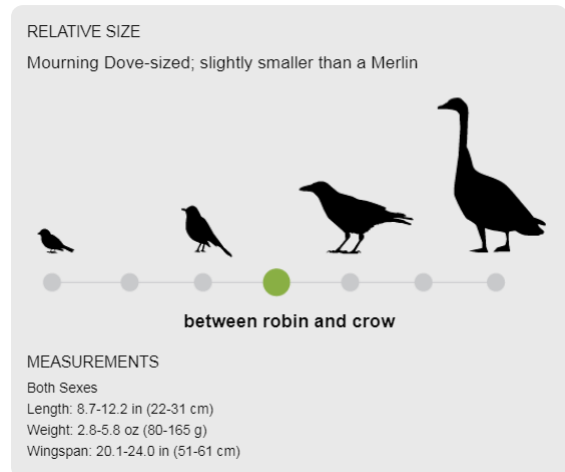 RELATIVE SIZE
Mourning Dove-sized; slightly smaller than a Merlin
between robin and crow
MEASUREMENTS
Both Sexes
Length: 8.7-12.2 in (22-31 cm)
Weight: 2.8-5.8 oz (80-165 g)
Wingspan: 20.1-24.0 in (51-61 cm)